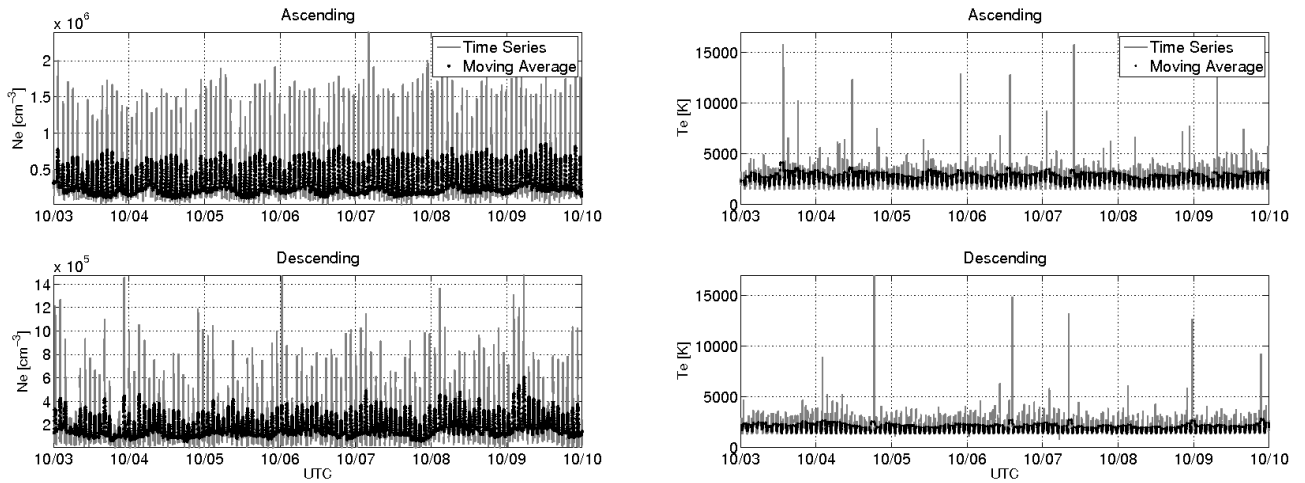 Ascending
x 10^6
Ne [cm^-3]
2
1.5
1
0.5
Time Series
Moving Average
10/03 10/04 10/05 10/06 10/07 10/08 10/09 10/10
Ascending
Te [K]
15000
10000
5000
0
Time Series
Moving Average
10/03 10/04 10/05 10/06 10/07 10/08 10/09 10/10
Descending
x 10^5
Ne [cm^-3]
14
12
10
8
6
4
2
10/03 10/04 10/05 10/06 10/07 10/08 10/09 10/10
UTC
Descending
Te [K]
15000
10000
5000
0
10/03 10/04 10/05 10/06 10/07 10/08 10/09 10/10
UTC